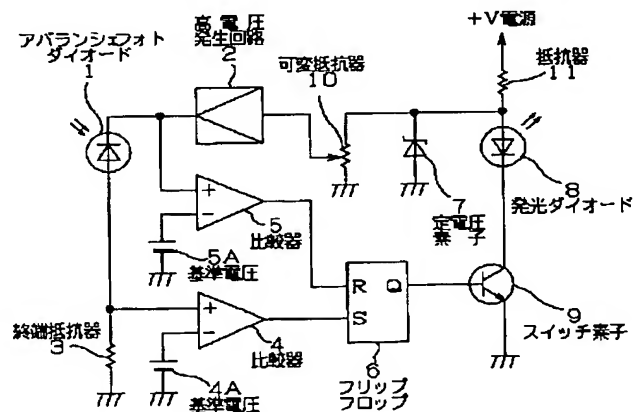 アバランシェフォト
ダイオード
1
高電圧
発生回路
2
可変抵抗器
10
+V電源
抵抗器
11
8
発光ダイオード
7
定電圧
素子
+
−
5
比較器
5A
基準電圧
R Q
S
6
フリップ
フロップ
9
スイッチ素子
終端抵抗器
3
+
−
4
比較器
4A
基準電圧